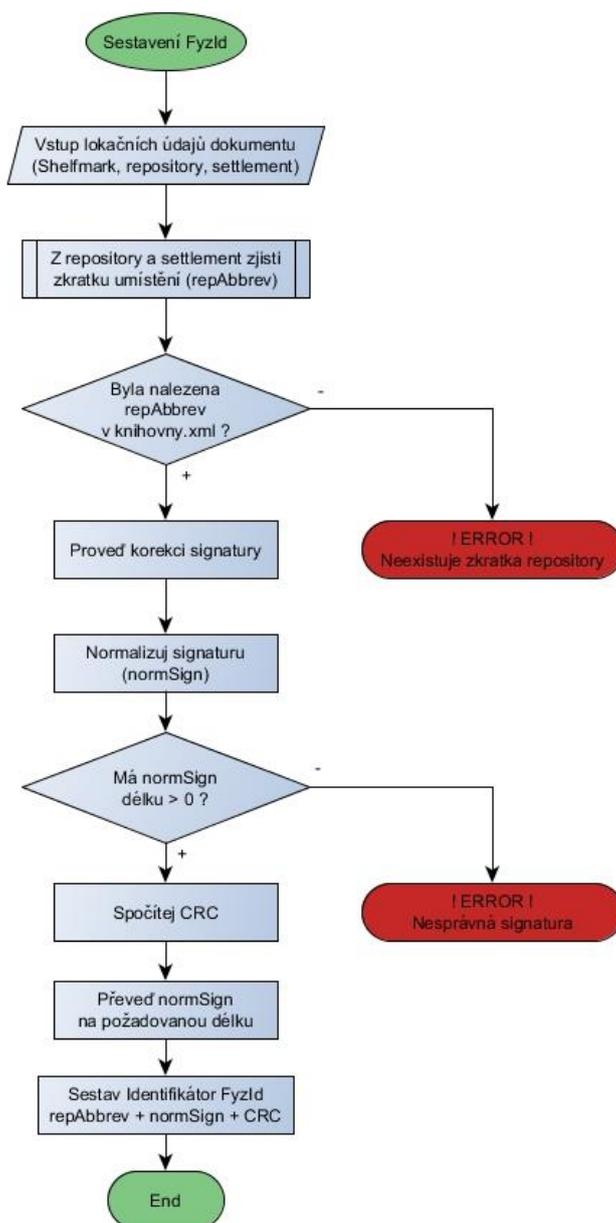 Sestavení FyzId
Vstup lokačních údajů dokumentu
(Shelfmark, repository, settlement)
Z repository a settlement zjisti
zkratku umístění (repAbbrev)
Byla nalezena
repAbbrev
v knihovny.xml ?
-
+
Proveď korekci signatury
! ERROR !
Neexistuje zkratka repository
Normalizuj signaturu
(normSign)
Má normSign
délku > 0 ?
-
+
Spočítej CRC
! ERROR !
Nesprávná signatura
Převeď normSign
na požadovanou délku
Sestav Identifikátor FyzId
repAbbrev + normSign + CRC
End